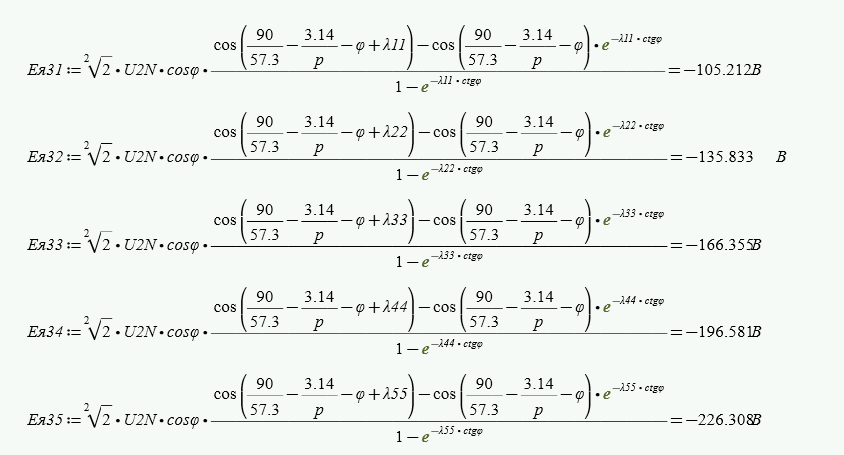 Eя31 := ²√2 • U2N • cosφ • (cos(90/57.3 − 3.14/p − φ + λ11) − cos(90/57.3 − 3.14/p − φ) • e^(−λ11 • ctgφ)) / (1 − e^(−λ11 • ctgφ)) = −105.212B
Eя32 := ²√2 • U2N • cosφ • (cos(90/57.3 − 3.14/p − φ + λ22) − cos(90/57.3 − 3.14/p − φ) • e^(−λ22 • ctgφ)) / (1 − e^(−λ22 • ctgφ)) = −135.833 B
Eя33 := ²√2 • U2N • cosφ • (cos(90/57.3 − 3.14/p − φ + λ33) − cos(90/57.3 − 3.14/p − φ) • e^(−λ33 • ctgφ)) / (1 − e^(−λ33 • ctgφ)) = −166.355B
Eя34 := ²√2 • U2N • cosφ • (cos(90/57.3 − 3.14/p − φ + λ44) − cos(90/57.3 − 3.14/p − φ) • e^(−λ44 • ctgφ)) / (1 − e^(−λ44 • ctgφ)) = −196.581B
Eя35 := ²√2 • U2N • cosφ • (cos(90/57.3 − 3.14/p − φ + λ55) − cos(90/57.3 − 3.14/p − φ) • e^(−λ55 • ctgφ)) / (1 − e^(−λ55 • ctgφ)) = −226.308B